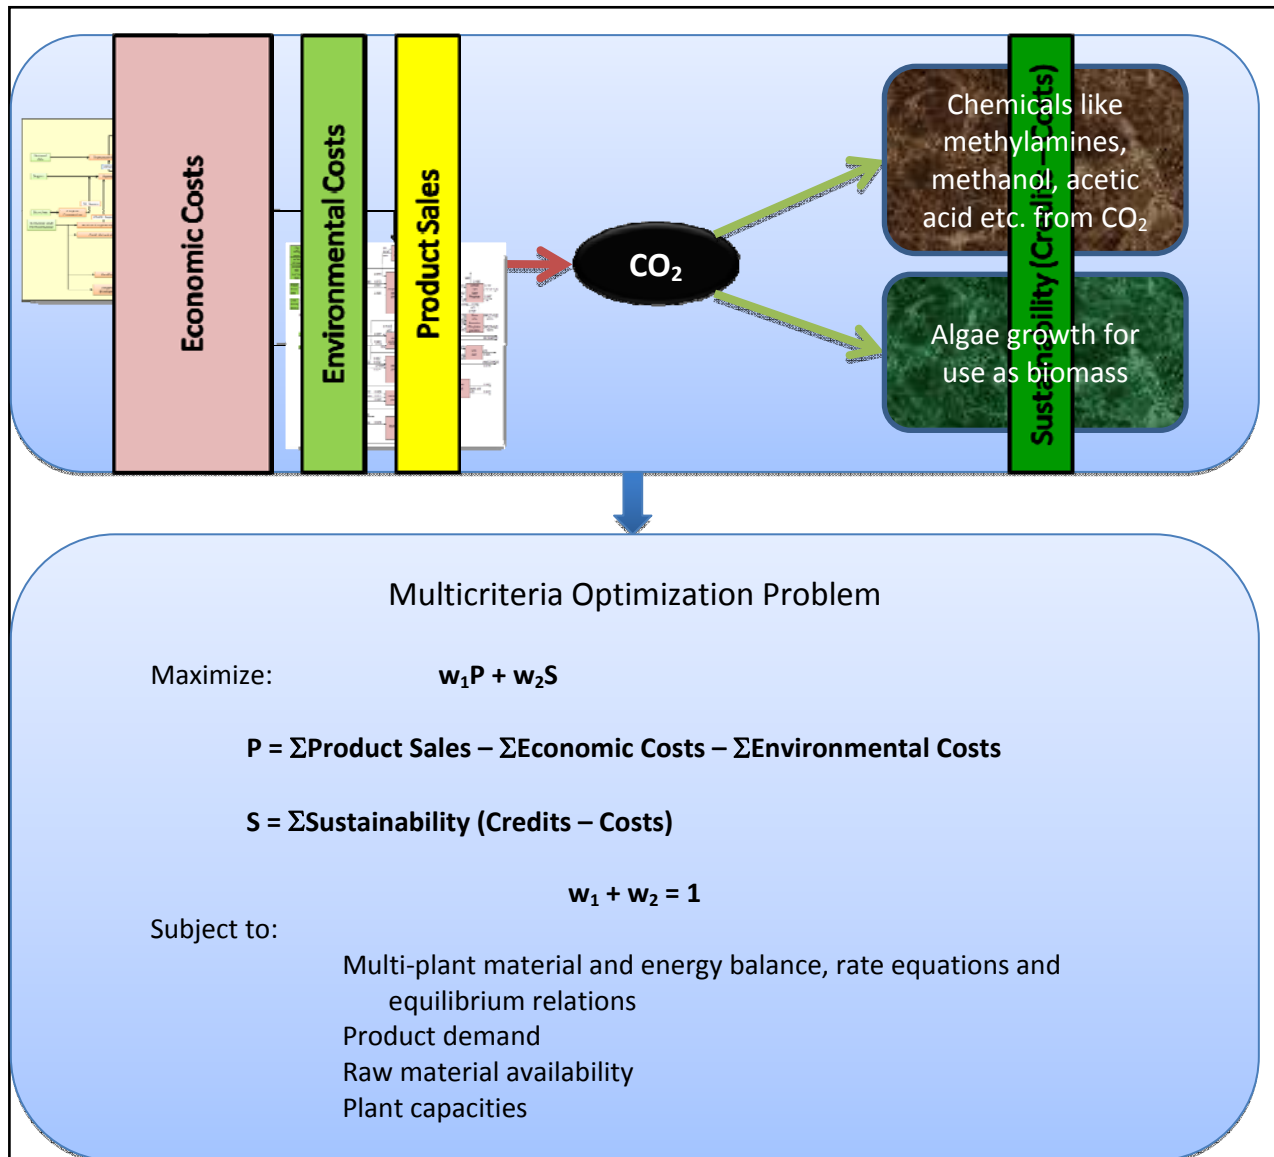 Economic Costs
Environmental Costs
Product Sales
CO₂
Chemicals like
methylamines,
methanol, acetic
acid etc. from CO₂
Sustainability (Credits – Costs)
Algae growth for
use as biomass
Multicriteria Optimization Problem
Maximize: w₁P + w₂S
P = ΣProduct Sales – ΣEconomic Costs – ΣEnvironmental Costs
S = ΣSustainability (Credits – Costs)
w₁ + w₂ = 1
Subject to:
Multi-plant material and energy balance, rate equations and
equilibrium relations
Product demand
Raw material availability
Plant capacities